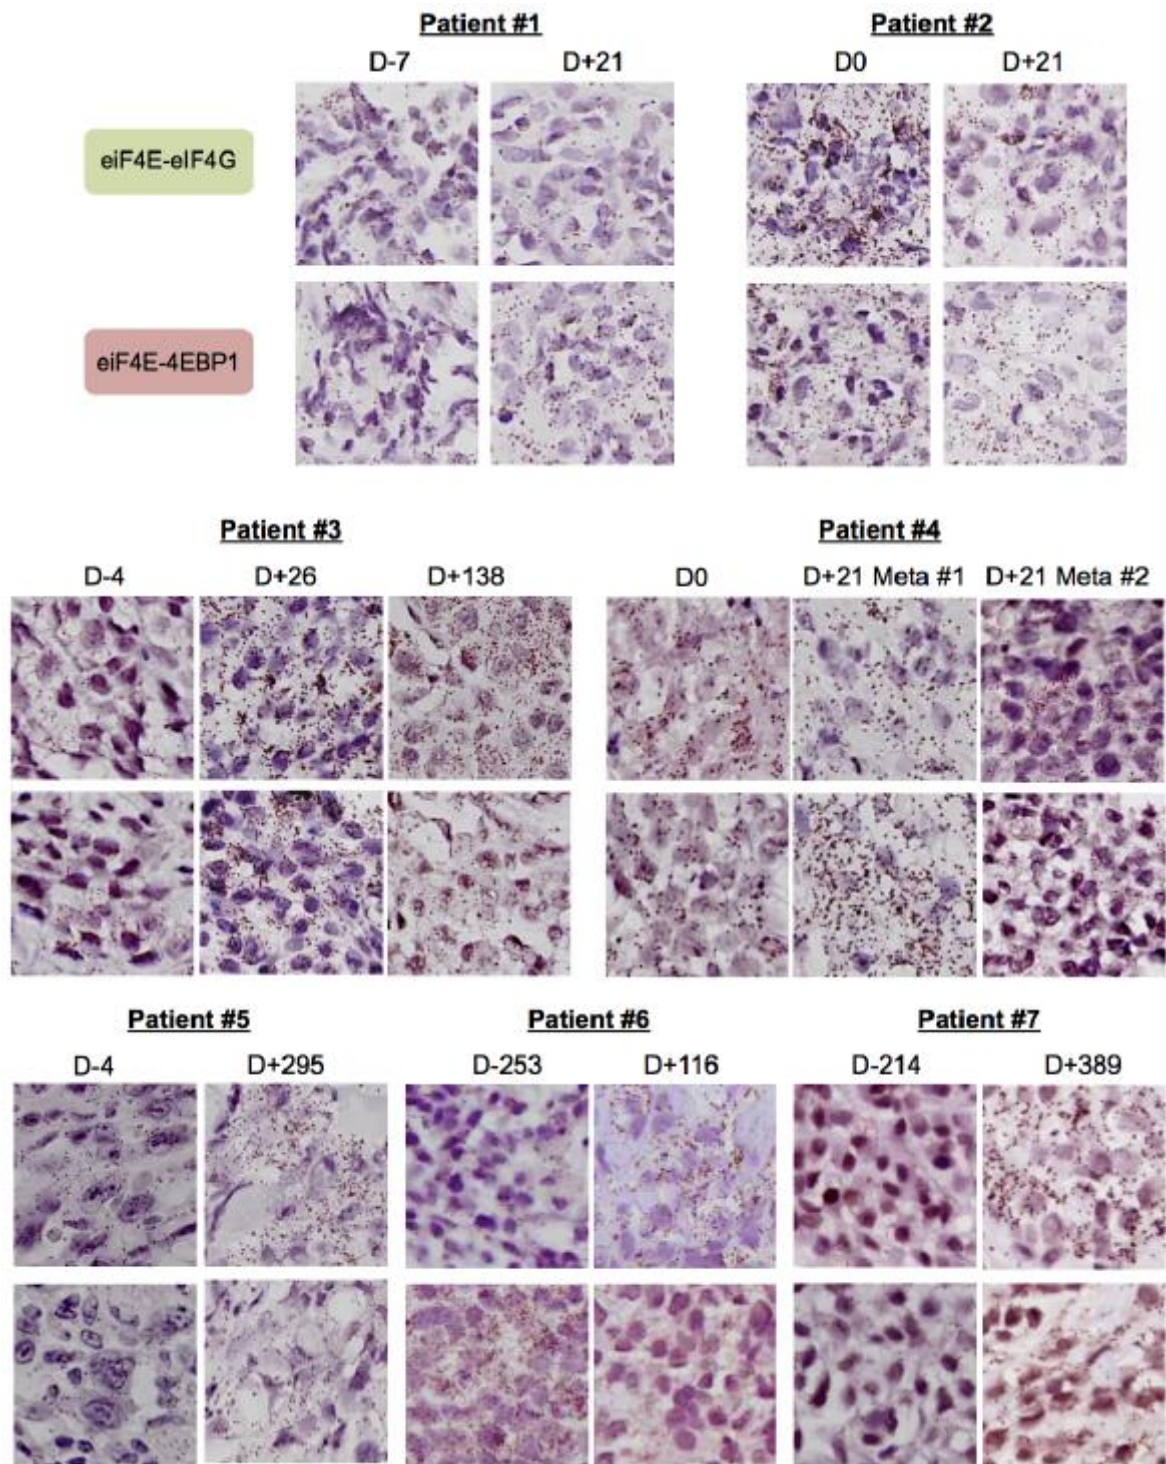 Patient #1 Patient #2
D-7 D+21 D0 D+21
eiF4E-eIF4G
eiF4E-4EBP1
Patient #3 Patient #4
D-4 D+26 D+138 D0 D+21 Meta #1 D+21 Meta #2
Patient #5 Patient #6 Patient #7
D-4 D+295 D-253 D+116 D-214 D+389